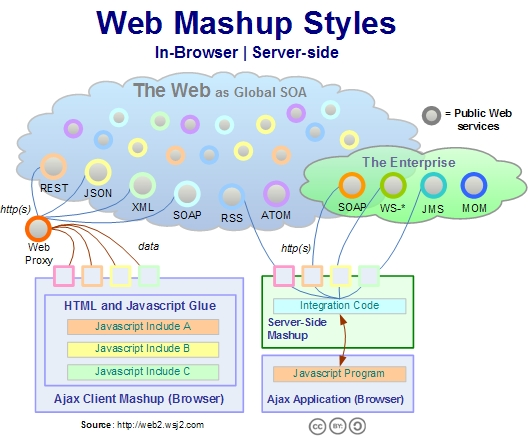 Web Mashup Styles
In-Browser | Server-side
The Web as Global SOA
= Public Web
services
The Enterprise
REST
JSON
XML
SOAP
RSS
ATOM
SOAP
WS-*
JMS
MOM
http(s)
Web
Proxy
data
http(s)
HTML and Javascript Glue
Javascript Include A
Javascript Include B
Javascript Include C
Ajax Client Mashup (Browser)
Integration Code
Server-Side
Mashup
Javascript Program
Ajax Application (Browser)
Source: http://web2.wsj2.com
cc BY: